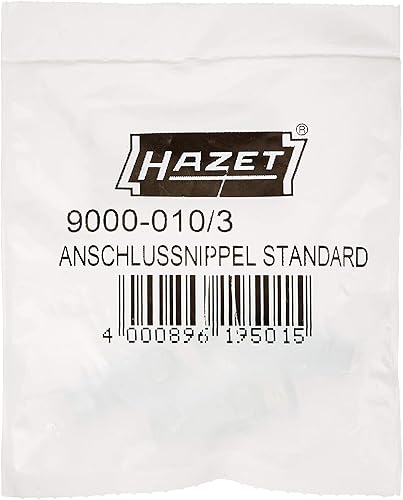 HAZET®
9000-010/3
ANSCHLUSSNIPPEL STANDARD
4 000896 195015